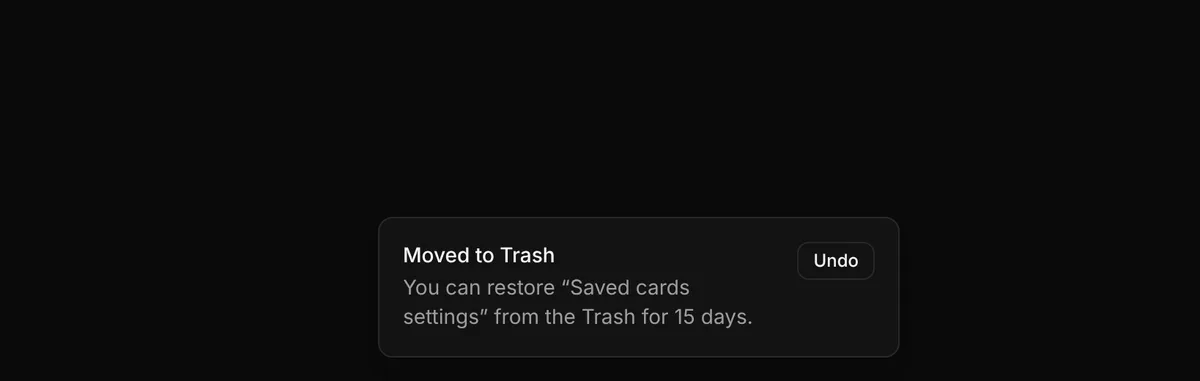 Moved to Trash
Undo
You can restore “Saved cards
settings” from the Trash for 15 days.